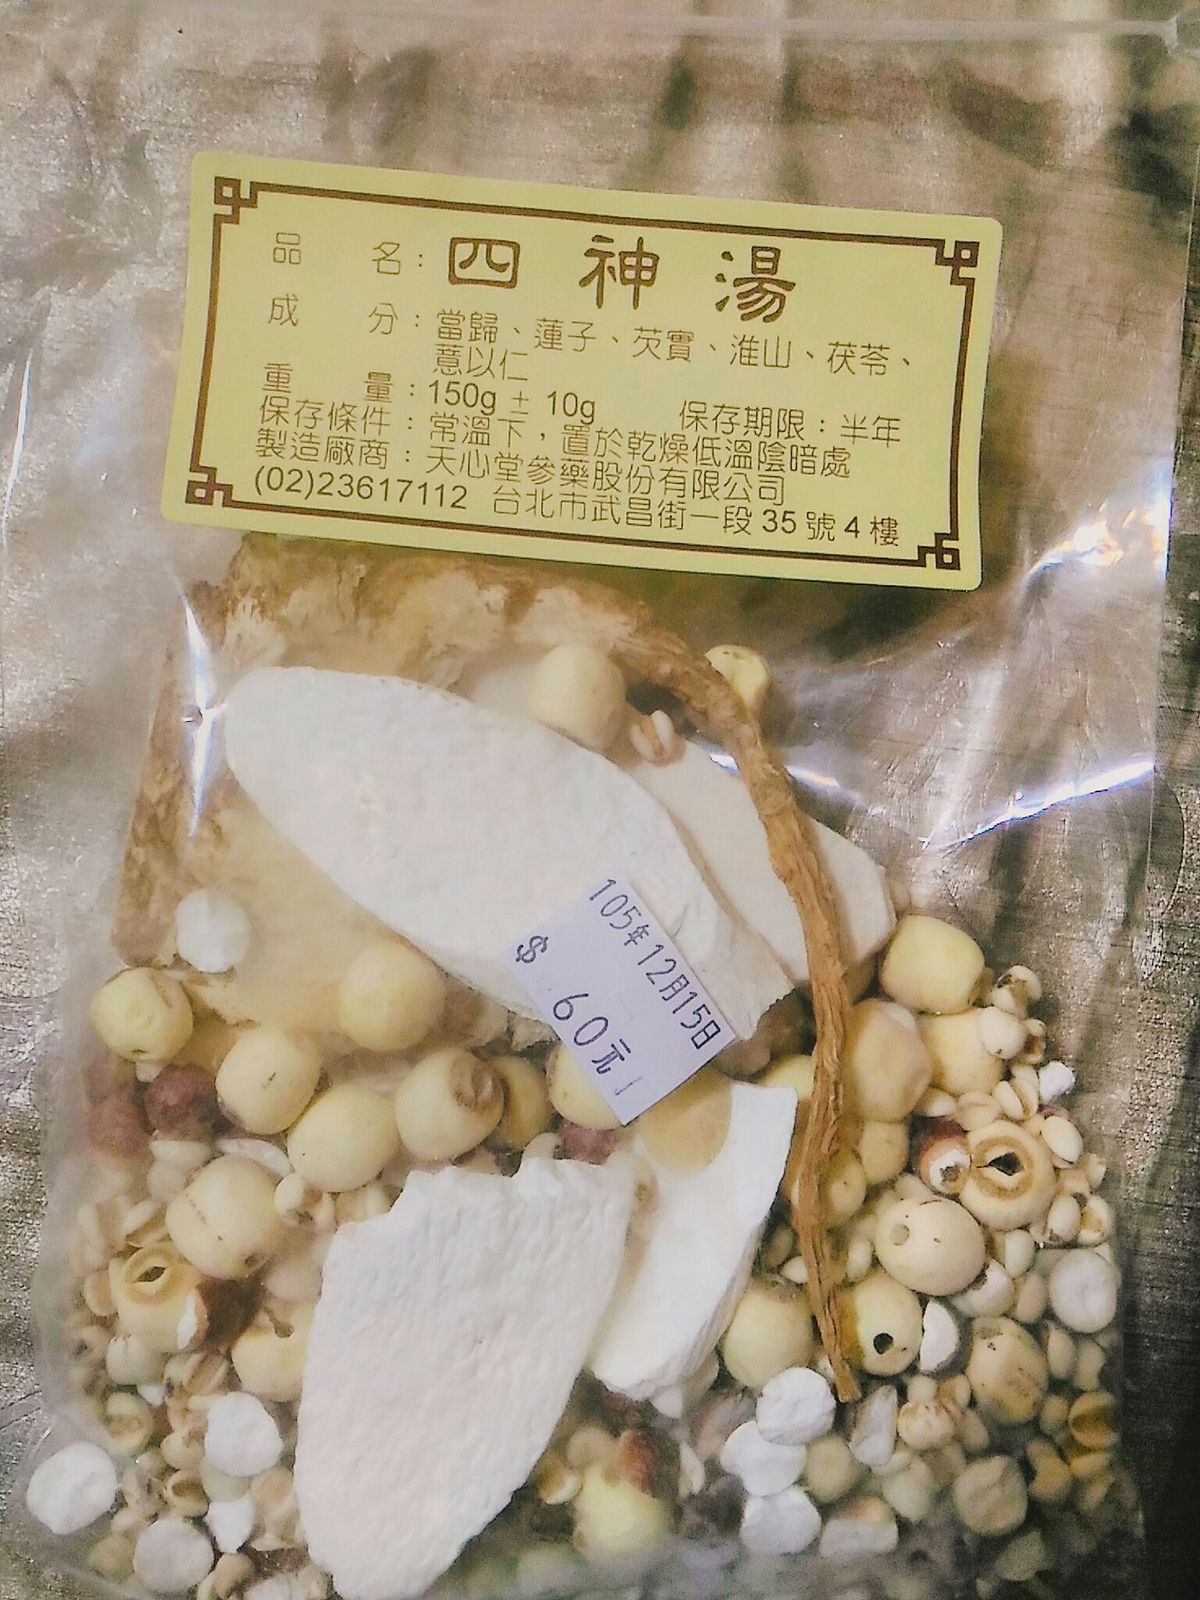 品 名：四神湯
成 分：當歸、蓮子、芡實、淮山、茯苓、
薏以仁
重 量：150g ± 10g 保存期限：半年
保存條件：常溫下，置於乾燥低溫陰暗處
製造廠商：天心堂參藥股份有限公司
(02)23617112 台北市武昌街一段 35 號 4 樓
105年12月15日
$ 60元